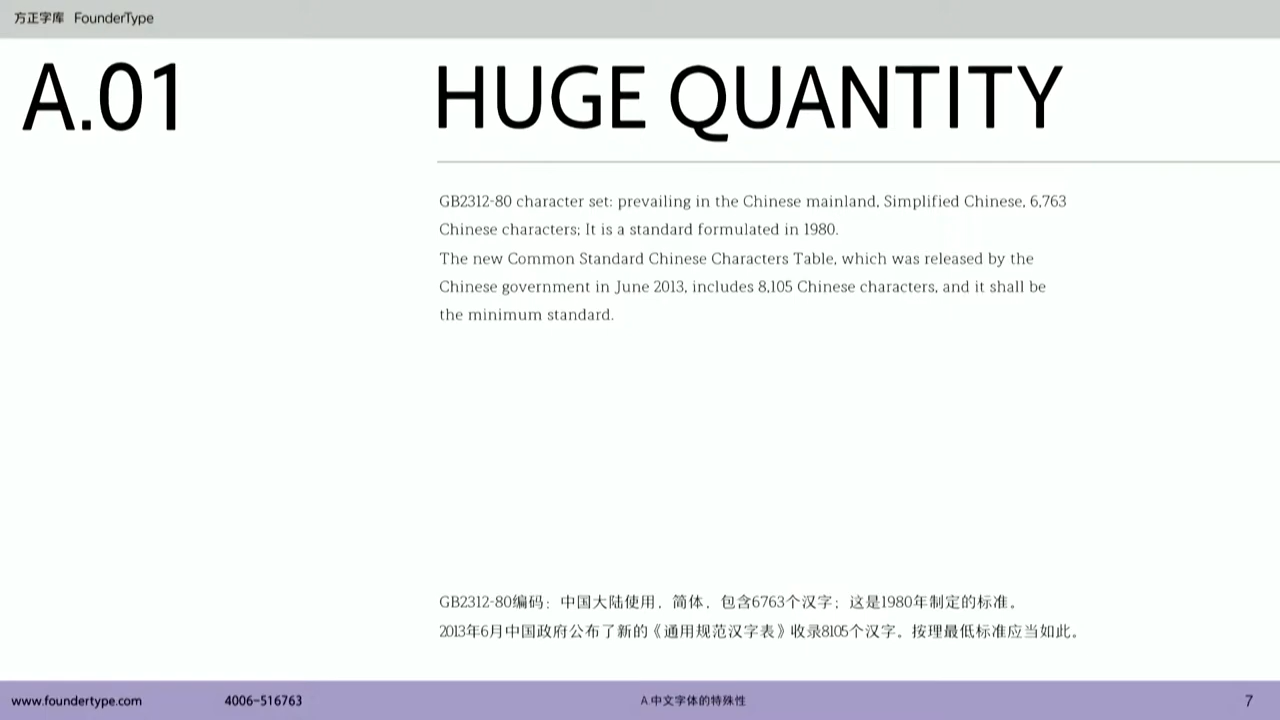 方正字库 FounderType
A.01
HUGE QUANTITY
GB2312-80 character set: prevailing in the Chinese mainland, Simplified Chinese, 6,763
Chinese characters; It is a standard formulated in 1980.
The new Common Standard Chinese Characters Table, which was released by the
Chinese government in June 2013, includes 8,105 Chinese characters, and it shall be
the minimum standard.
GB2312-80编码：中国大陆使用，简体，包含6763个汉字；这是1980年制定的标准。
2013年6月中国政府公布了新的《通用规范汉字表》收录8105个汉字。按理最低标准应当如此。
www.foundertype.com 4006-516763 A 中文字体的特殊性 7